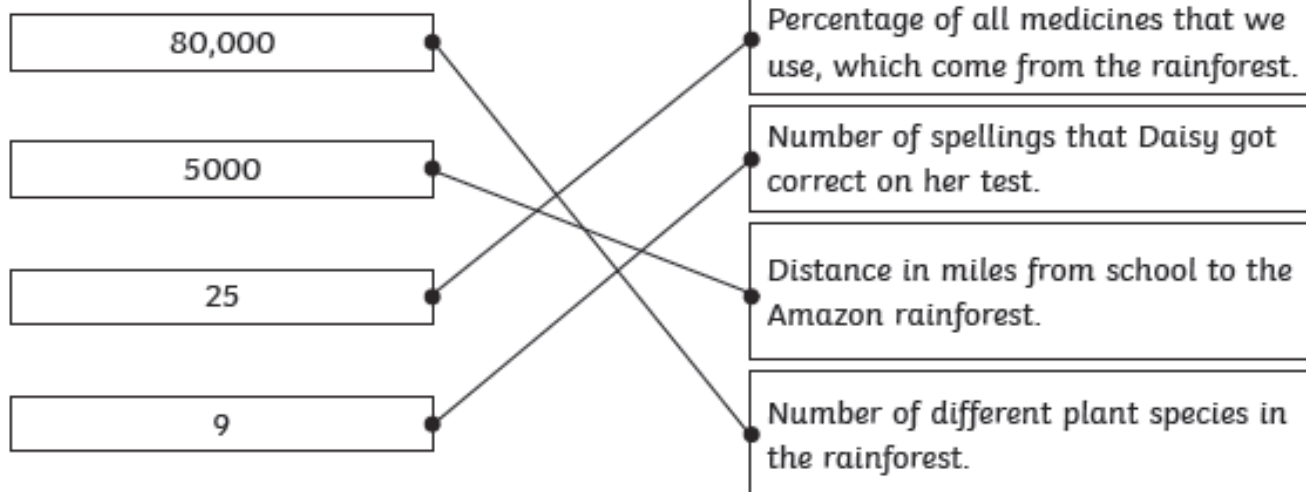 80,000
5000
25
9
Percentage of all medicines that we
use, which come from the rainforest.
Number of spellings that Daisy got
correct on her test.
Distance in miles from school to the
Amazon rainforest.
Number of different plant species in
the rainforest.